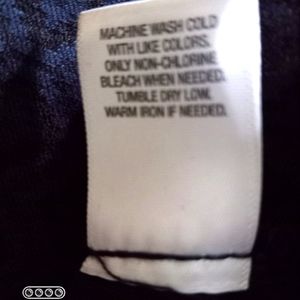 MACHINE WASH COLD
WITH LIKE COLORS.
ONLY NON-CHLORINE
BLEACH WHEN NEEDED.
TUMBLE DRY LOW.
WARM IRON IF NEEDED.